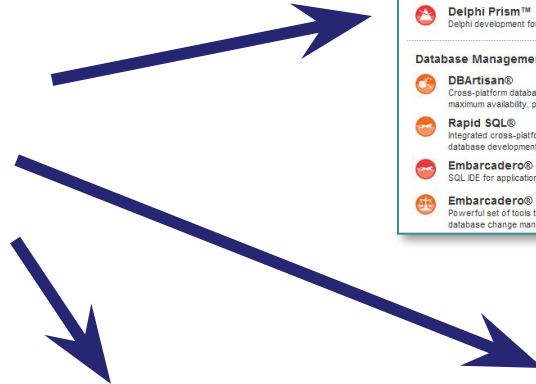 Delphi Prism™
Delphi development fo
Database Manageme
DBArtisan®
Cross-platform databa
maximum availability, p
Rapid SQL®
Integrated cross-platfo
database development
Embarcadero®
SQL IDE for application
Embarcadero®
Powerful set of tools t
database change man